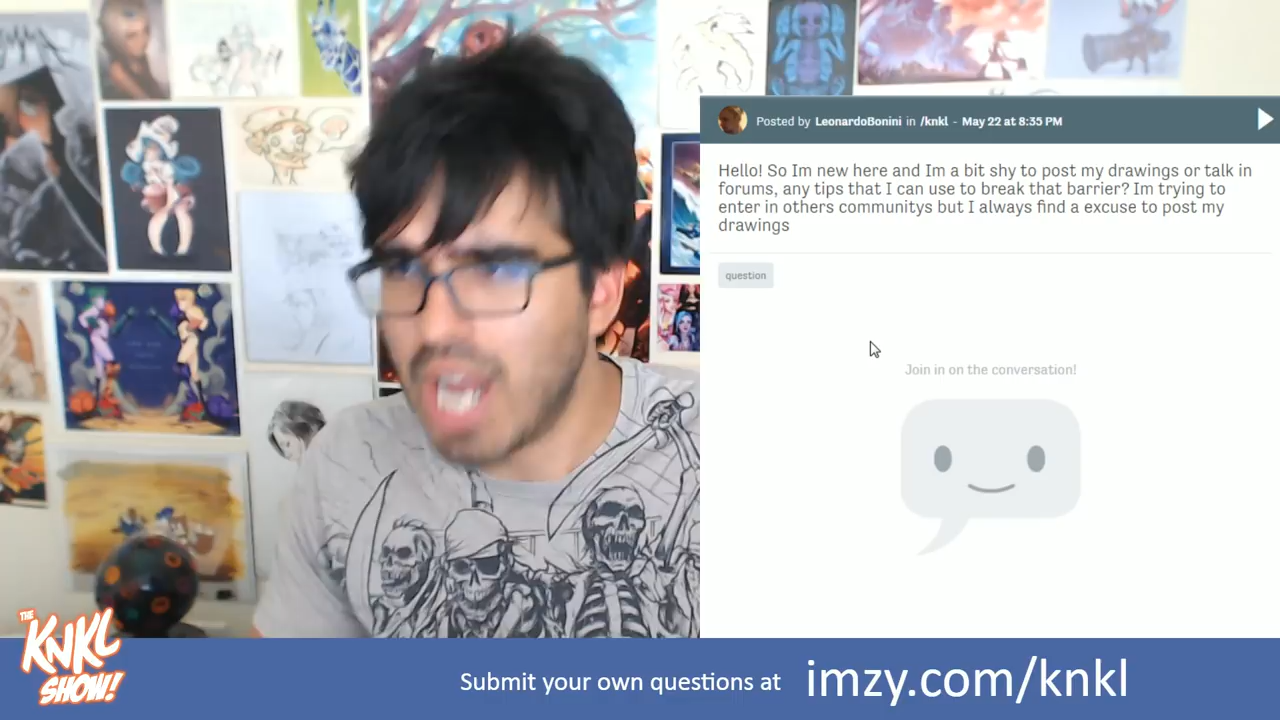 Posted by LeonardoBonini in /knkl - May 22 at 8:35 PM
Hello! So Im new here and Im a bit shy to post my drawings or talk in
forums, any tips that I can use to break that barrier? Im trying to
enter in others communitys but I always find a excuse to post my
drawings
question
Join in on the conversation!
THE
KNKL
SHOW!
Submit your own questions at imzy.com/knkl